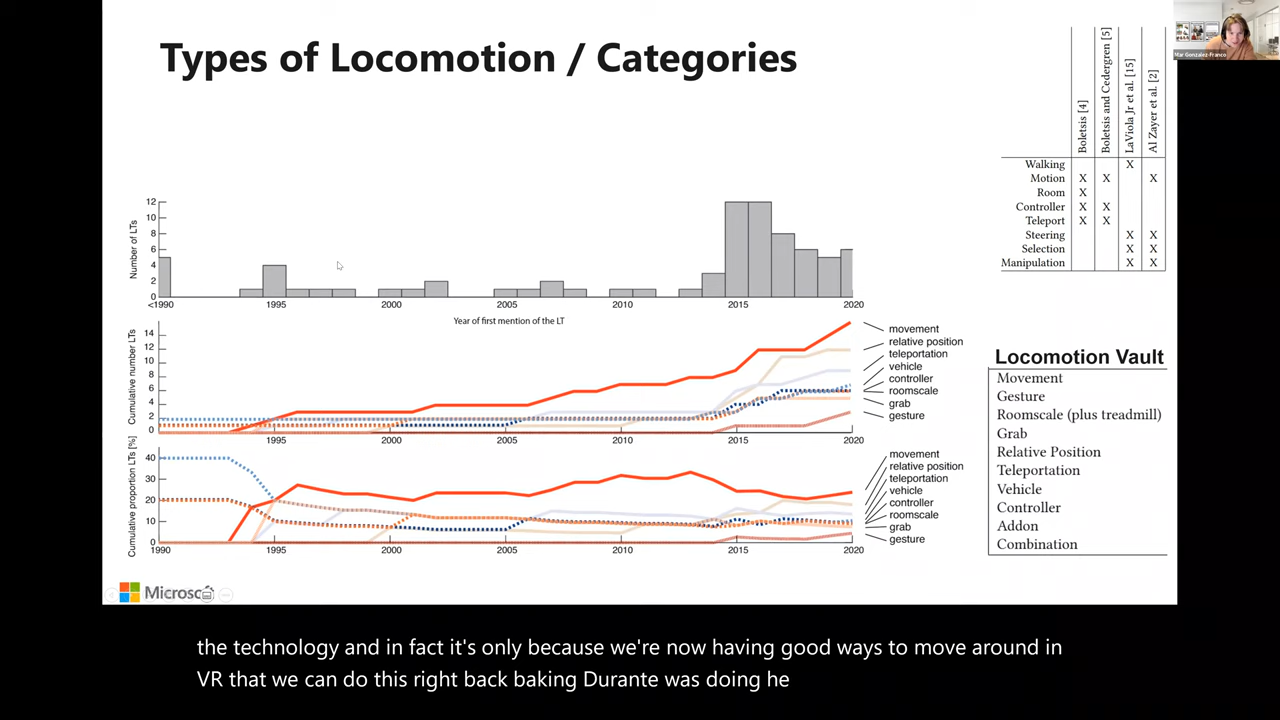 Types of Locomotion / Categories
Mar Gonzalez-Franco
Boletsis [4]
Boletsis and Cedergren [5]
LaViola Jr et al. [15]
Al Zayer et al. [2]
Walking X
Motion X X X
Room X
Controller X X
Teleport X X
Steering X X
Selection X X
Manipulation X X
Number of LTs
12
10
8
6
4
2
0
<1990 1995 2000 2005 2010 2015 2020
Year of first mention of the LT
Cumulative number LTs
14
12
10
8
6
4
2
0
1995 2000 2005 2010 2015 2020
movement
relative position
teleportation
vehicle
controller
roomscale
grab
gesture
Cumulative proportion LTs [%]
40
30
20
10
0
1990 1995 2000 2005 2010 2015 2020
movement
relative position
teleportation
vehicle
controller
roomscale
grab
gesture
Locomotion Vault
Movement
Gesture
Roomscale (plus treadmill)
Grab
Relative Position
Teleportation
Vehicle
Controller
Addon
Combination
Microsc
the technology and in fact it's only because we're now having good ways to move around in
VR that we can do this right back baking Durante was doing he